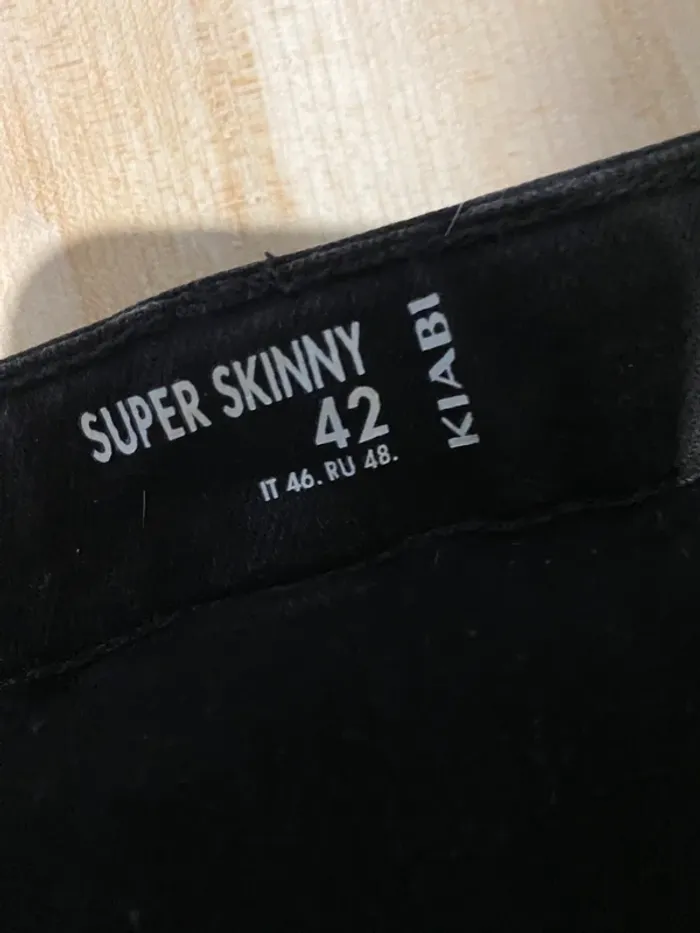 SUPER SKINNY
42
IT 46. RU 48.
KIABI